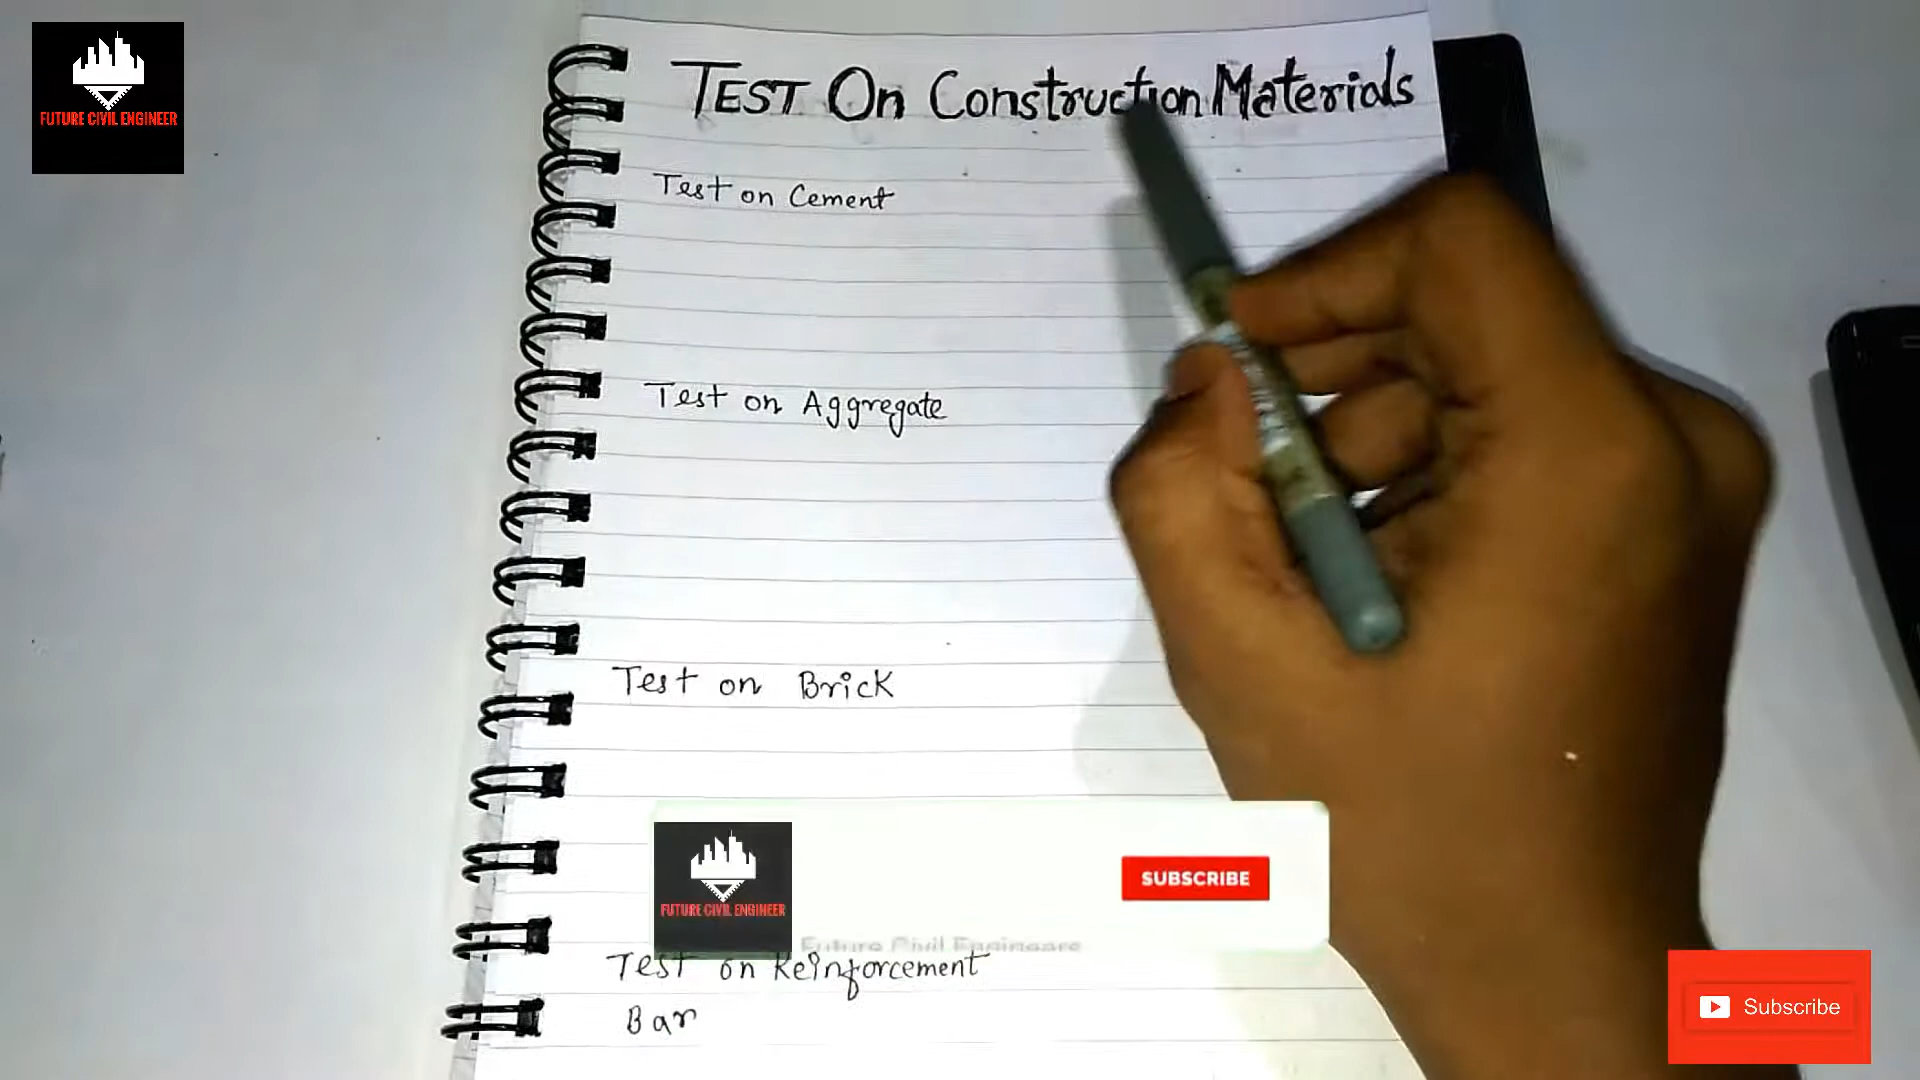 FUTURE CIVIL ENGINEER
TEST On Construction Materials
Test on Cement
Test on Aggregate
Test on Brick
FUTURE CIVIL ENGINEER
SUBSCRIBE
Test on Reinforcement
Bar
Subscribe